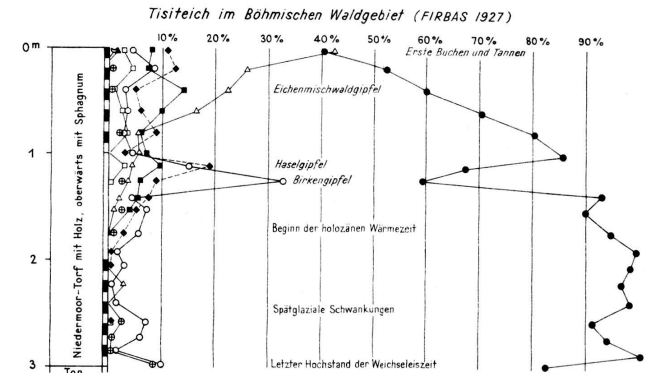 Tisiteich im Böhmischen Waldgebiet (FIRBAS 1927)
10% 20% 30% 40% 50% 60% 70% 80% 90%
0m
Erste Buchen und Tannen
Eichenmischwaldgipfel
1
Haselgipfel
Birkengipfel
Beginn der holozänen Wärmezeit
2
Spätglaziale Schwankungen
3
Letzter Hochstand der Weichseleiszeit
Niedermoor-Torf mit Holz, oberwärts mit Sphagnum
Ton